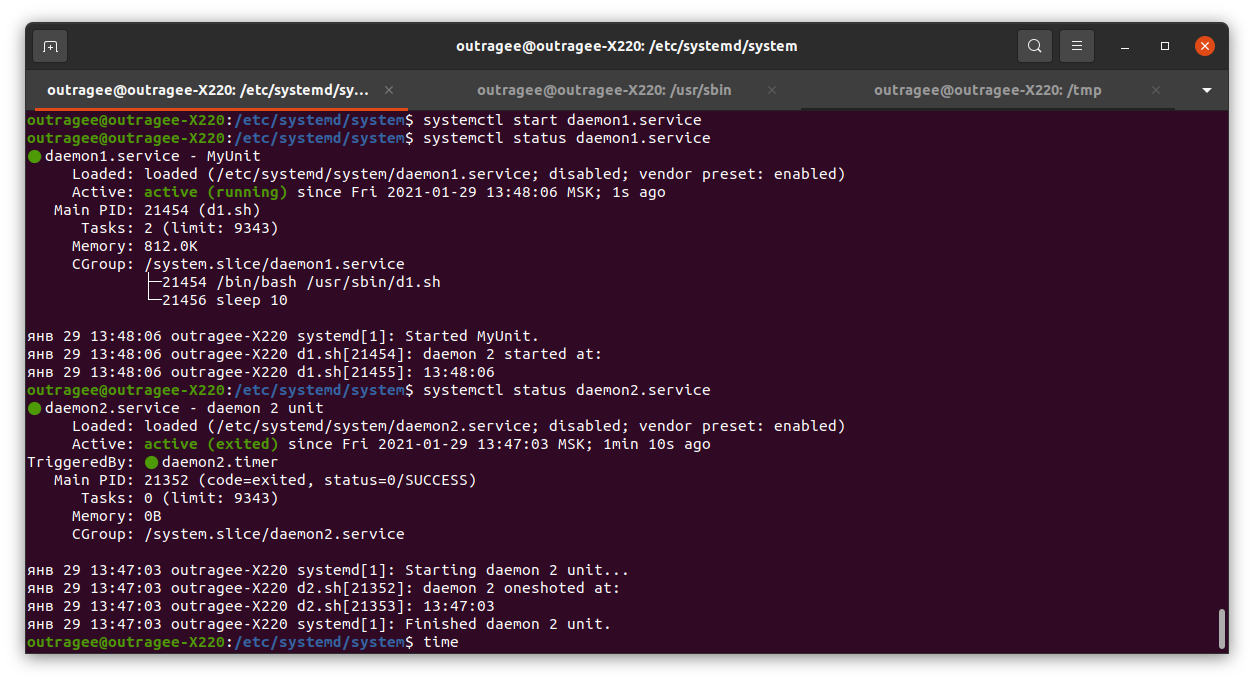 outragee@outragee-X220: /etc/systemd/system
outragee@outragee-X220: /etc/systemd/sy... outragee@outragee-X220: /usr/sbin outragee@outragee-X220: /tmp
outragee@outragee-X220:/etc/systemd/system$ systemctl start daemon1.service
outragee@outragee-X220:/etc/systemd/system$ systemctl status daemon1.service
daemon1.service - MyUnit
Loaded: loaded (/etc/systemd/system/daemon1.service; disabled; vendor preset: enabled)
Active: active (running) since Fri 2021-01-29 13:48:06 MSK; 1s ago
Main PID: 21454 (d1.sh)
Tasks: 2 (limit: 9343)
Memory: 812.0K
CGroup: /system.slice/daemon1.service
├─21454 /bin/bash /usr/sbin/d1.sh
└─21456 sleep 10
янв 29 13:48:06 outragee-X220 systemd[1]: Started MyUnit.
янв 29 13:48:06 outragee-X220 d1.sh[21454]: daemon 2 started at:
янв 29 13:48:06 outragee-X220 d1.sh[21455]: 13:48:06
outragee@outragee-X220:/etc/systemd/system$ systemctl status daemon2.service
daemon2.service - daemon 2 unit
Loaded: loaded (/etc/systemd/system/daemon2.service; disabled; vendor preset: enabled)
Active: active (exited) since Fri 2021-01-29 13:47:03 MSK; 1min 10s ago
TriggeredBy: ● daemon2.timer
Main PID: 21352 (code=exited, status=0/SUCCESS)
Tasks: 0 (limit: 9343)
Memory: 0B
CGroup: /system.slice/daemon2.service
янв 29 13:47:03 outragee-X220 systemd[1]: Starting daemon 2 unit...
янв 29 13:47:03 outragee-X220 d2.sh[21352]: daemon 2 oneshoted at:
янв 29 13:47:03 outragee-X220 d2.sh[21353]: 13:47:03
янв 29 13:47:03 outragee-X220 systemd[1]: Finished daemon 2 unit.
outragee@outragee-X220:/etc/systemd/system$ time